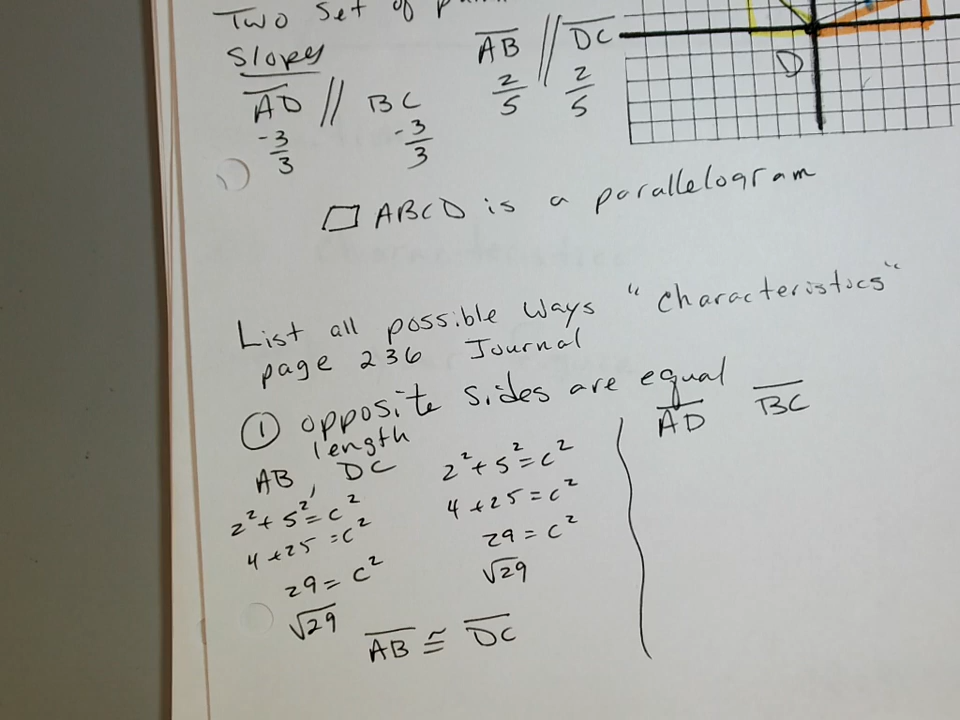 Two set of
Slopes
AB // DC
2/5 2/5
AD // BC
-3/3 -3/3
D
▱ ABCD is a parallelogram
List all possible ways "characteristics"
page 236 Journal
① opposite sides are equal
length
AB, DC
2² + 5² = c² 2² + 5² = c²
4 + 25 = c² 4 + 25 = c²
29 = c² 29 = c²
√29 √29
AB ≅ DC
AD BC